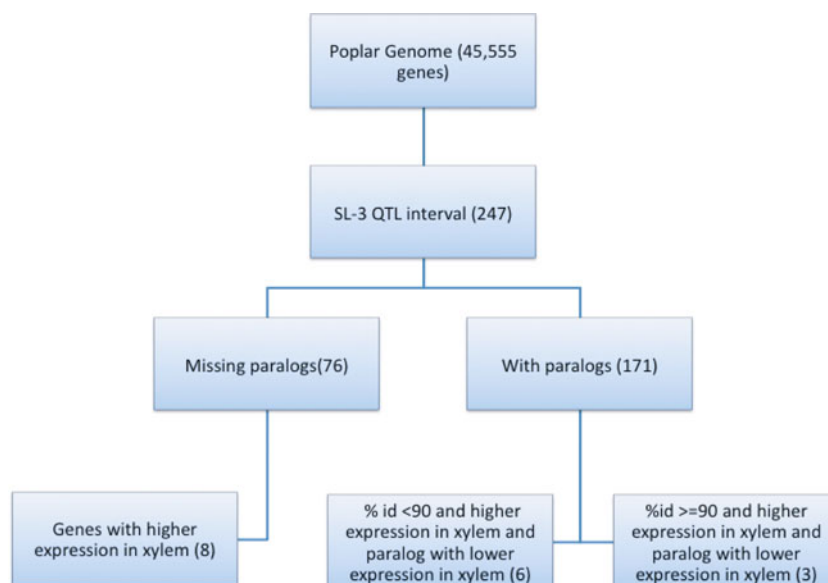 Poplar Genome (45,555
genes)
SL-3 QTL interval (247)
Missing paralogs(76)
With paralogs (171)
Genes with higher
expression in xylem (8)
% id <90 and higher
expression in xylem and
paralog with lower
expression in xylem (6)
%id >=90 and higher
expression in xylem and
paralog with lower
expression in xylem (3)